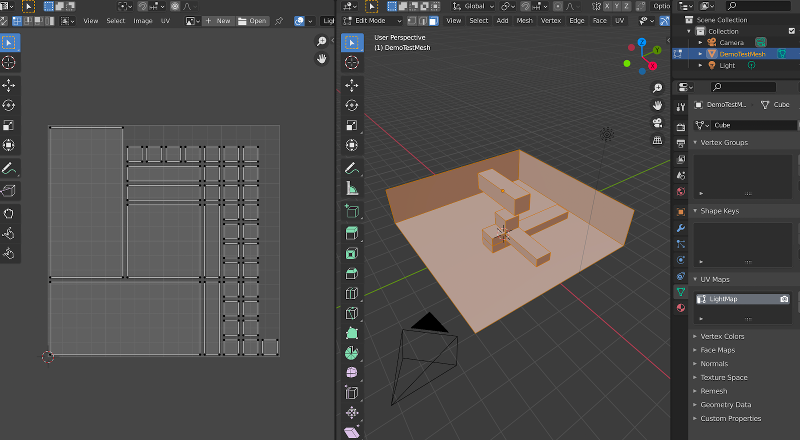 View
Select
Image
UV
New
Open
Global
X Y Z
Edit Mode
View
Select
Add
Mesh
Vertex
Edge
Face
UV
User Perspective
(1) DemoTestMesh
Z
Y
X
Scene Collection
Collection
Camera
DemoTestMesh
Light
DemoTestM...
Cube
Cube
Vertex Groups
Shape Keys
UV Maps
LightMap
Vertex Colors
Face Maps
Normals
Texture Space
Remesh
Geometry Data
Custom Properties